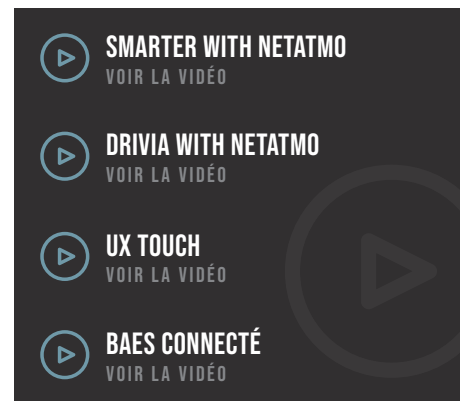 SMARTER WITH NETATMO
VOIR LA VIDÉO
DRIVIA WITH NETATMO
VOIR LA VIDÉO
UX TOUCH
VOIR LA VIDÉO
BAES CONNECTÉ
VOIR LA VIDÉO